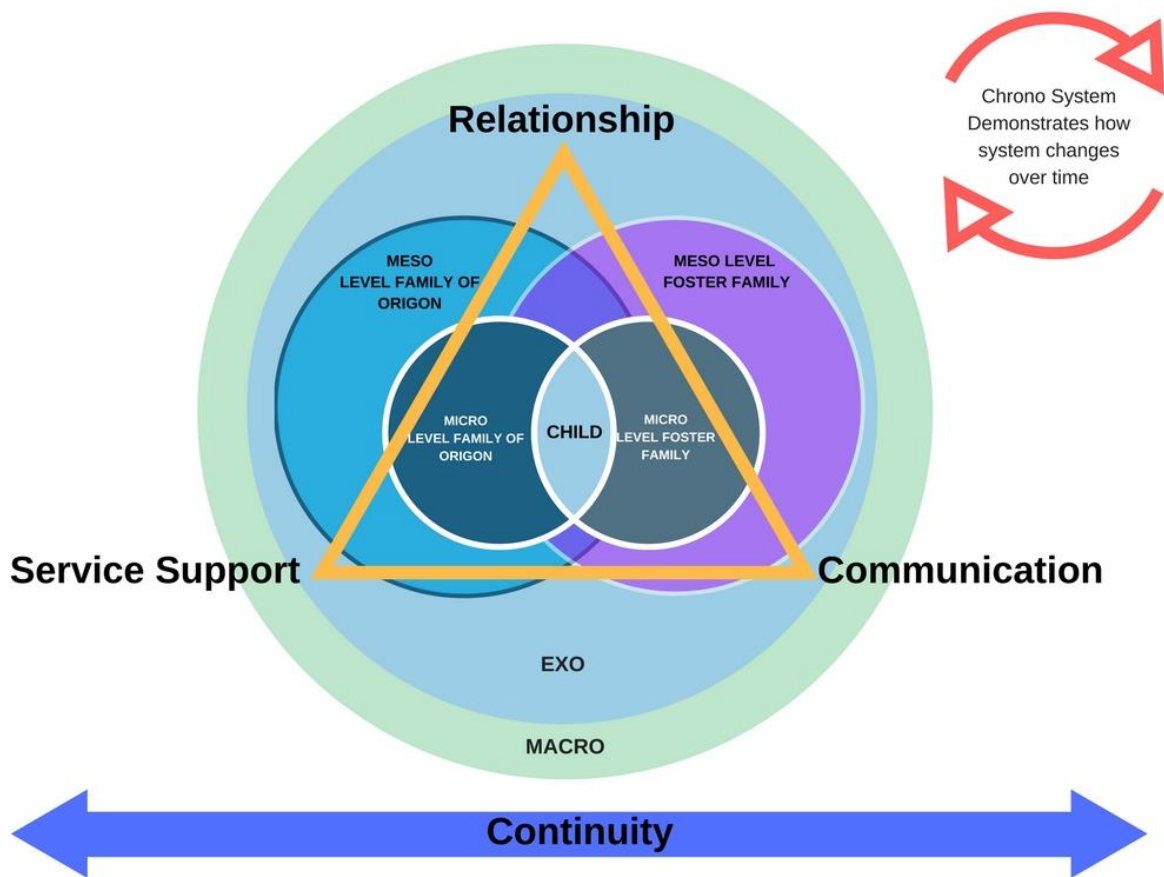 Chrono System
Demonstrates how
system changes
over time
Relationship
MESO
LEVEL FAMILY OF
ORIGON
MESO LEVEL
FOSTER FAMILY
MICRO
LEVEL FAMILY OF
ORIGON
CHILD
MICRO
LEVEL FOSTER
FAMILY
Service Support
Communication
EXO
MACRO
Continuity